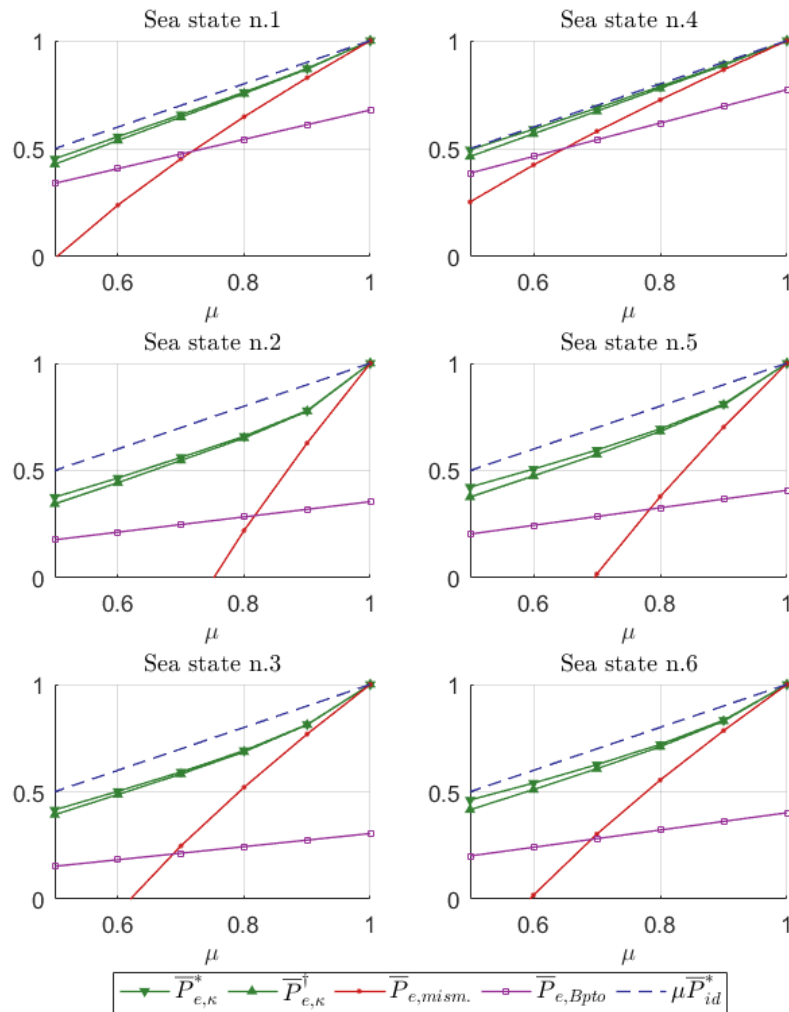 Sea state n.1
Sea state n.4
1
0.5
0
0.6 0.8 1
μ
1
0.5
0
0.6 0.8 1
μ
Sea state n.2
Sea state n.5
1
0.5
0
0.6 0.8 1
μ
1
0.5
0
0.6 0.8 1
μ
Sea state n.3
Sea state n.6
1
0.5
0
0.6 0.8 1
μ
1
0.5
0
0.6 0.8 1
μ
P̅*e,κ P̅†e,κ P̅e,mism. P̅e,Bpto μP̅*id